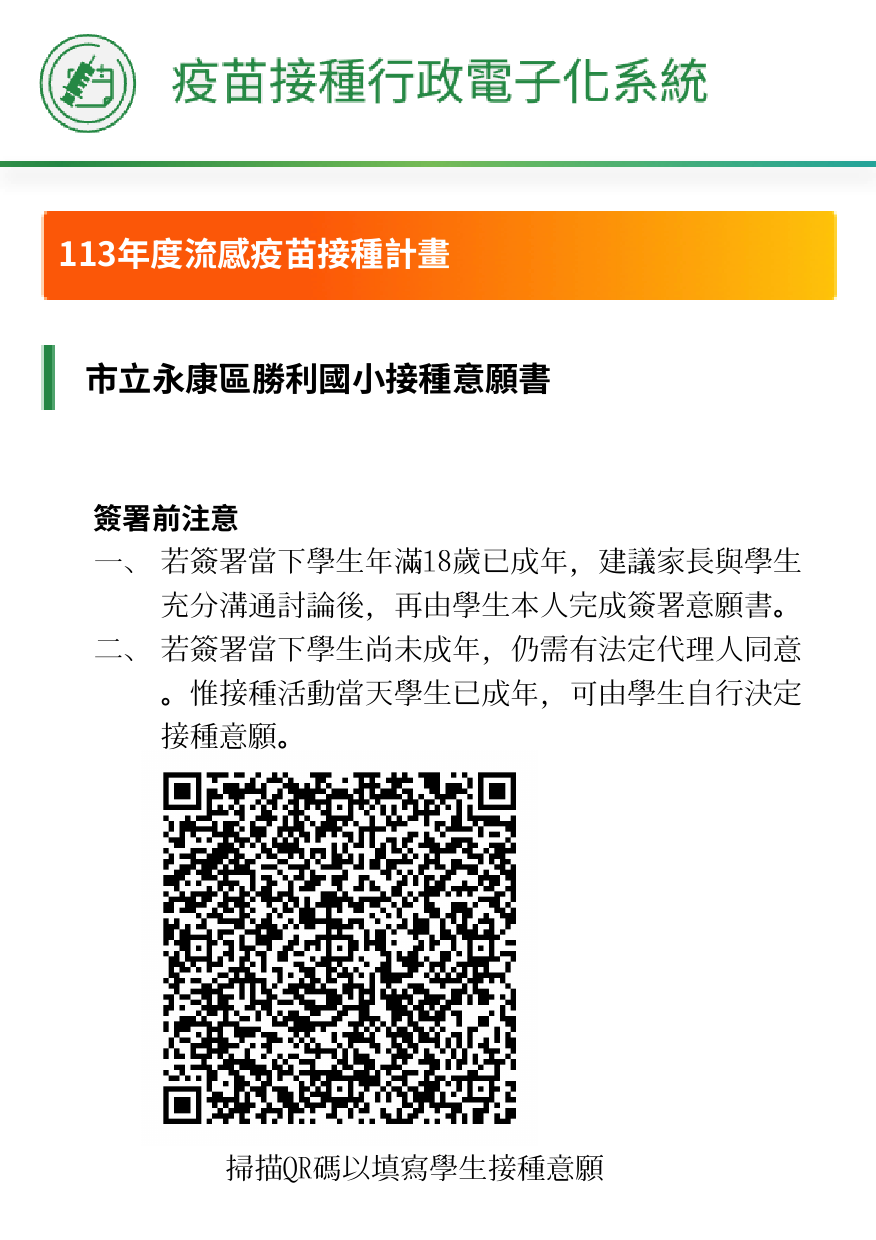 疫苗接種行政電子化系統
113年度流感疫苗接種計畫
市立永康區勝利國小接種意願書
簽署前注意
一、 若簽署當下學生年滿18歲已成年，建議家長與學生
充分溝通討論後，再由學生本人完成簽署意願書。
二、 若簽署當下學生尚未成年，仍需有法定代理人同意
。惟接種活動當天學生已成年，可由學生自行決定
接種意願。
掃描QR碼以填寫學生接種意願